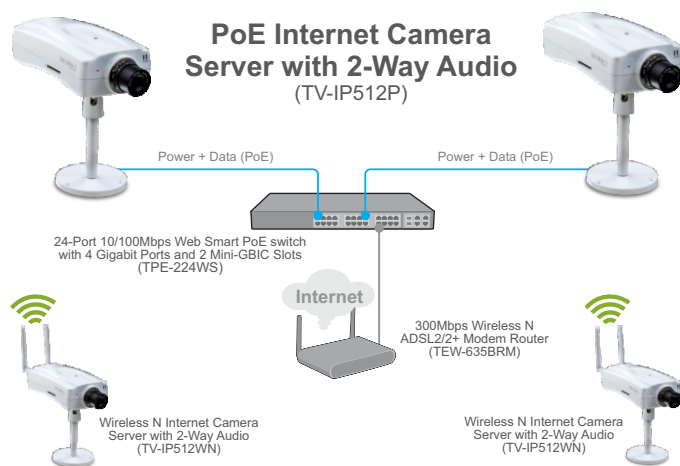 PoE Internet Camera
Server with 2-Way Audio
(TV-IP512P)
Power + Data (PoE)
Power + Data (PoE)
24-Port 10/100Mbps Web Smart PoE switch
with 4 Gigabit Ports and 2 Mini-GBIC Slots
(TPE-224WS)
Internet
300Mbps Wireless N
ADSL2/2+ Modem Router
(TEW-635BRM)
Wireless N Internet Camera
Server with 2-Way Audio
(TV-IP512WN)
Wireless N Internet Camera
Server with 2-Way Audio
(TV-IP512WN)